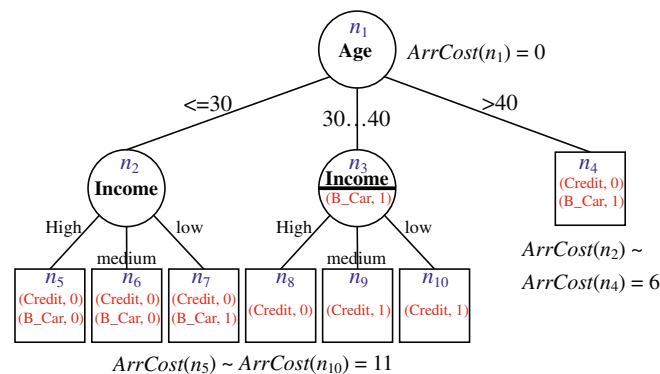 n1
Age
ArrCost(n1) = 0
<=30
30...40
>40
n2
Income
n3
Income
(B_Car, 1)
n4
(Credit, 0)
(B_Car, 1)
High
medium
low
High
medium
low
ArrCost(n2) ~
ArrCost(n4) = 6
n5
(Credit, 0)
(B_Car, 0)
n6
(Credit, 0)
(B_Car, 0)
n7
(Credit, 0)
(B_Car, 1)
n8
(Credit, 0)
n9
(Credit, 1)
n10
(Credit, 1)
ArrCost(n5) ~ ArrCost(n10) = 11